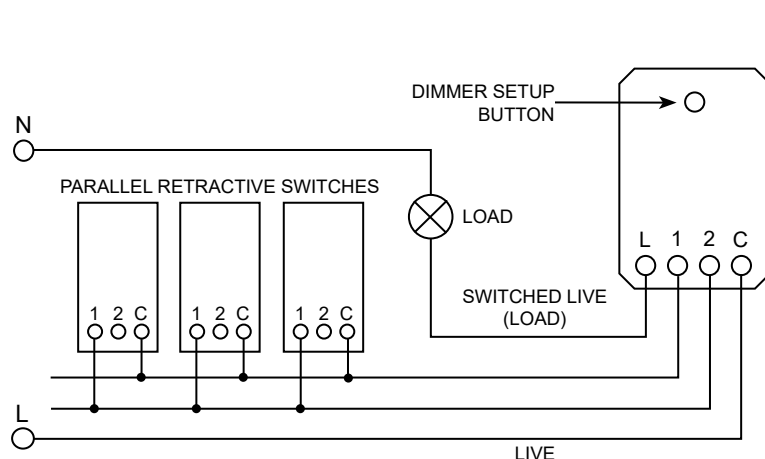 DIMMER SETUP
BUTTON
N
PARALLEL RETRACTIVE SWITCHES
LOAD
L 1 2 C
SWITCHED LIVE
(LOAD)
1 2 C 1 2 C 1 2 C
L
LIVE